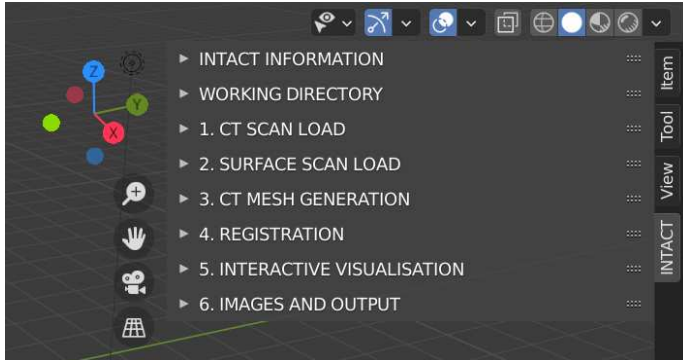 INTACT INFORMATION
WORKING DIRECTORY
1. CT SCAN LOAD
2. SURFACE SCAN LOAD
3. CT MESH GENERATION
4. REGISTRATION
5. INTERACTIVE VISUALISATION
6. IMAGES AND OUTPUT
Z
Y
X
Item
Tool
View
INTACT